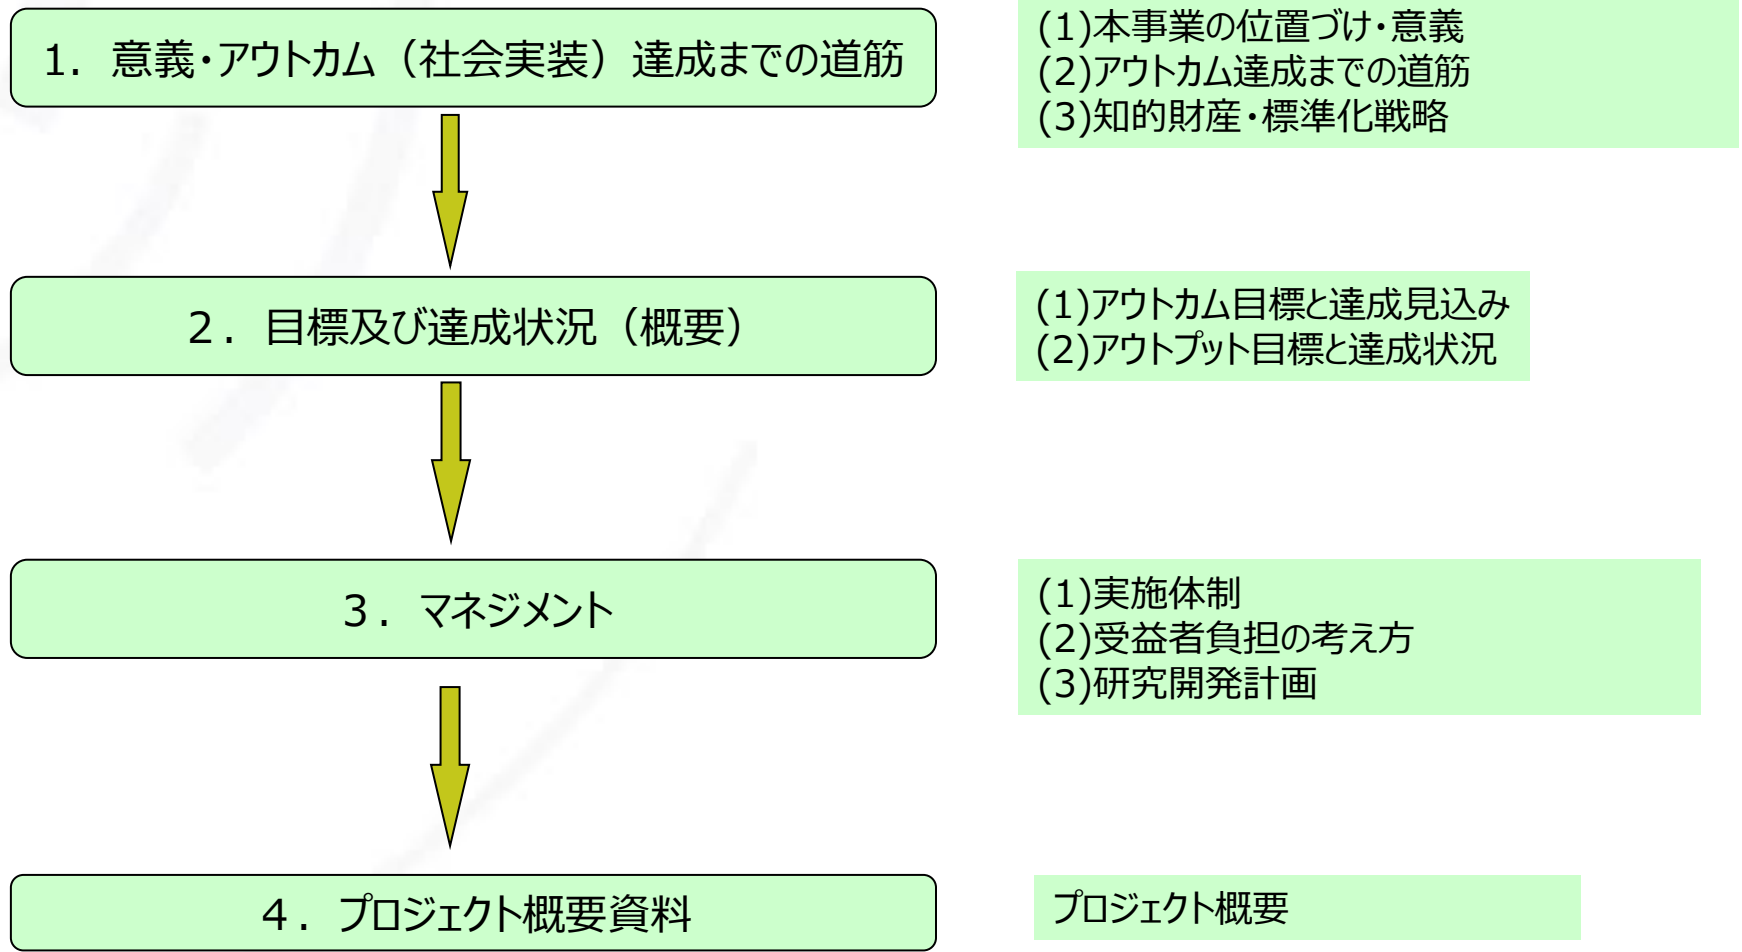 1. 意義・アウトカム（社会実装）達成までの道筋
(1)本事業の位置づけ・意義
(2)アウトカム達成までの道筋
(3)知的財産・標準化戦略
２. 目標及び達成状況（概要）
(1)アウトカム目標と達成見込み
(2)アウトプット目標と達成状況
３. マネジメント
(1)実施体制
(2)受益者負担の考え方
(3)研究開発計画
４. プロジェクト概要資料
プロジェクト概要